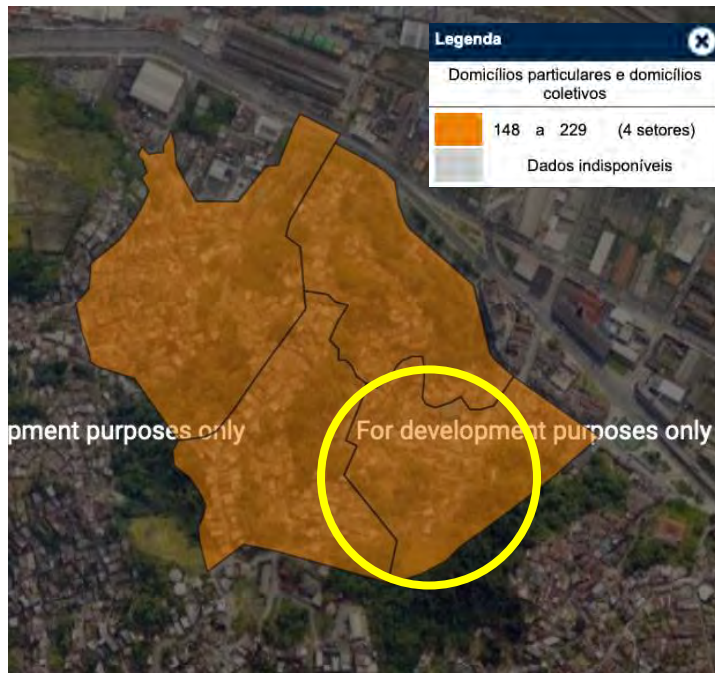 Legenda
Domicílios particulares e domicílios
coletivos
148 a 229 (4 setores)
Dados indisponíveis
pment purposes only
For development purposes only